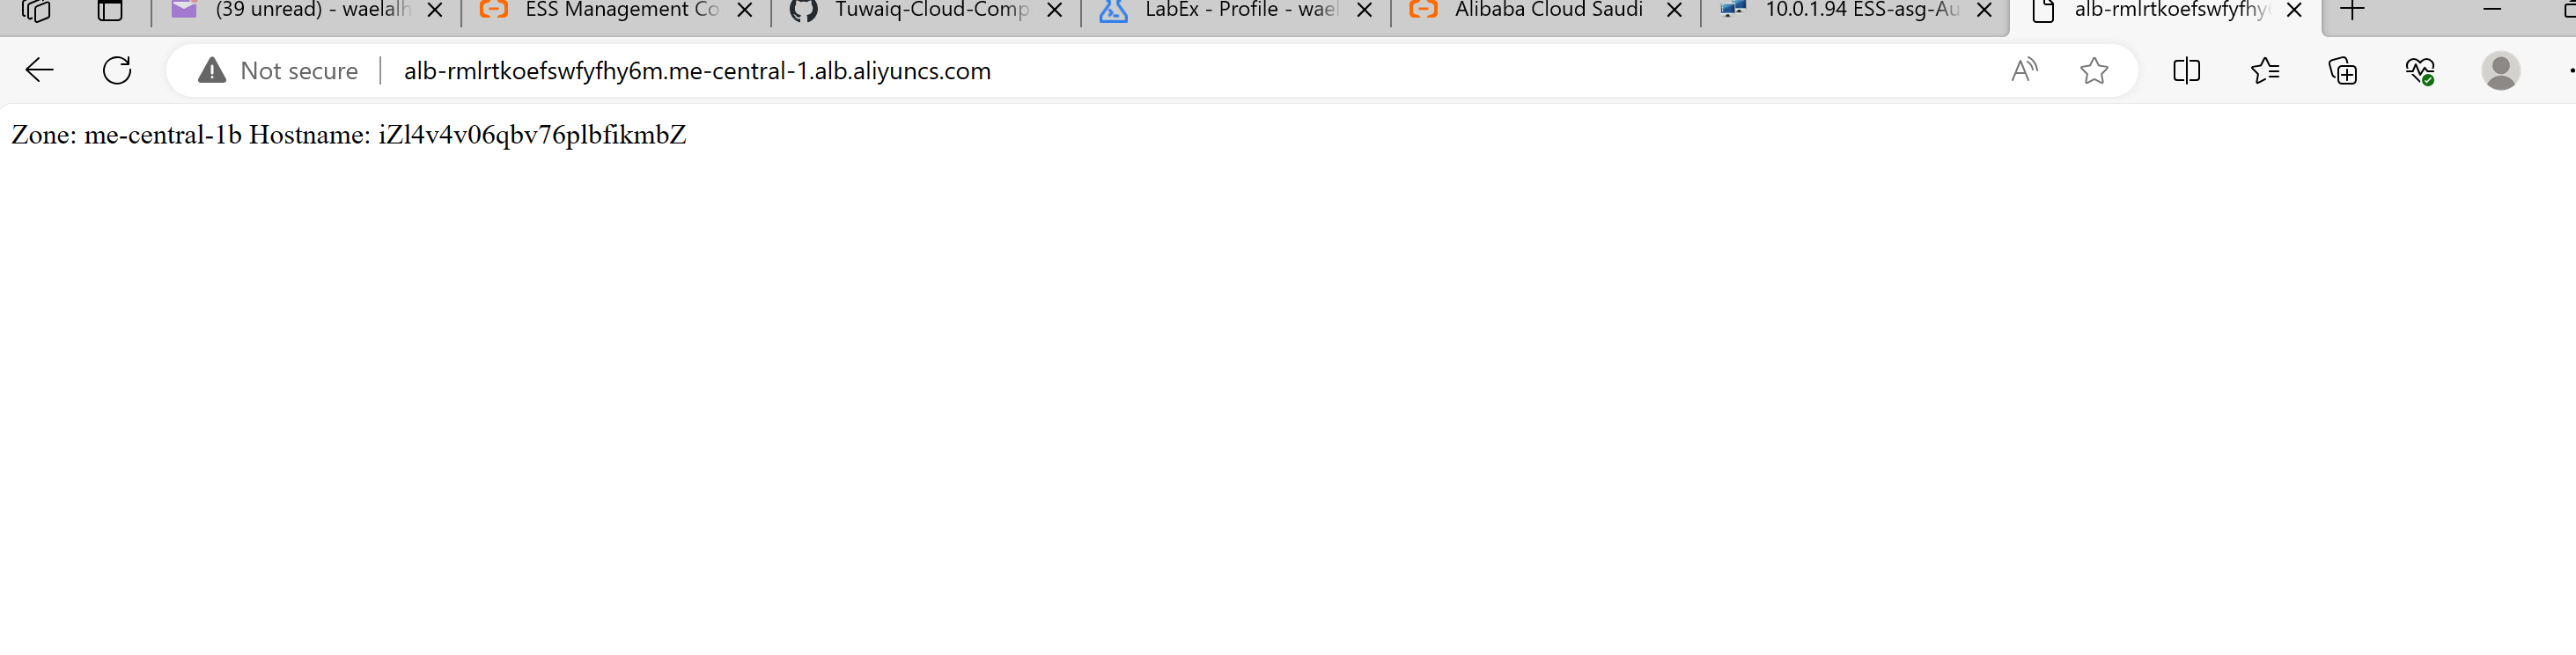 (39 unread) - waelalh
ESS Management Co
Tuwaiq-Cloud-Comp
LabEx - Profile - wael
Alibaba Cloud Saudi
10.0.1.94 ESS-asg-Au
alb-rmlrtkoefswfyfhy
Not secure
alb-rmlrtkoefswfyfhy6m.me-central-1.alb.aliyuncs.com
Zone: me-central-1b Hostname: iZl4v4v06qbv76plbfikmbZ